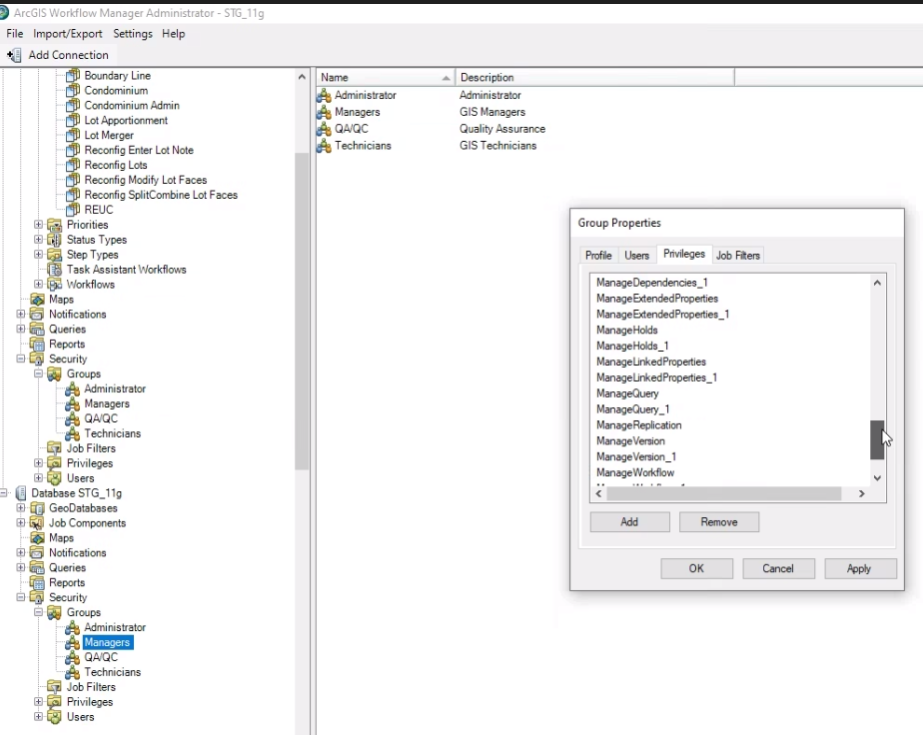 ArcGIS Workflow Manager Administrator - STG_11g
File Import/Export Settings Help
Add Connection
Boundary Line
Condominium
Condominium Admin
Lot Apportionment
Lot Merger
Reconfig Enter Lot Note
Reconfig Lots
Reconfig Modify Lot Faces
Reconfig SplitCombine Lot Faces
REUC
Priorities
Status Types
Step Types
Task Assistant Workflows
Workflows
Maps
Notifications
Queries
Reports
Security
Groups
Administrator
Managers
QA/QC
Technicians
Job Filters
Privileges
Users
Database STG_11g
GeoDatabases
Job Components
Maps
Notifications
Queries
Reports
Security
Groups
Administrator
Managers
QA/QC
Technicians
Job Filters
Privileges
Users
Name Description
Administrator Administrator
Managers GIS Managers
QA/QC Quality Assurance
Technicians GIS Technicians
Group Properties
Profile Users Privileges Job Filters
ManageDependencies_1
ManageExtendedProperties
ManageExtendedProperties_1
ManageHolds
ManageHolds_1
ManageLinkedProperties
ManageLinkedProperties_1
ManageQuery
ManageQuery_1
ManageReplication
ManageVersion
ManageVersion_1
ManageWorkflow
Add Remove
OK Cancel Apply